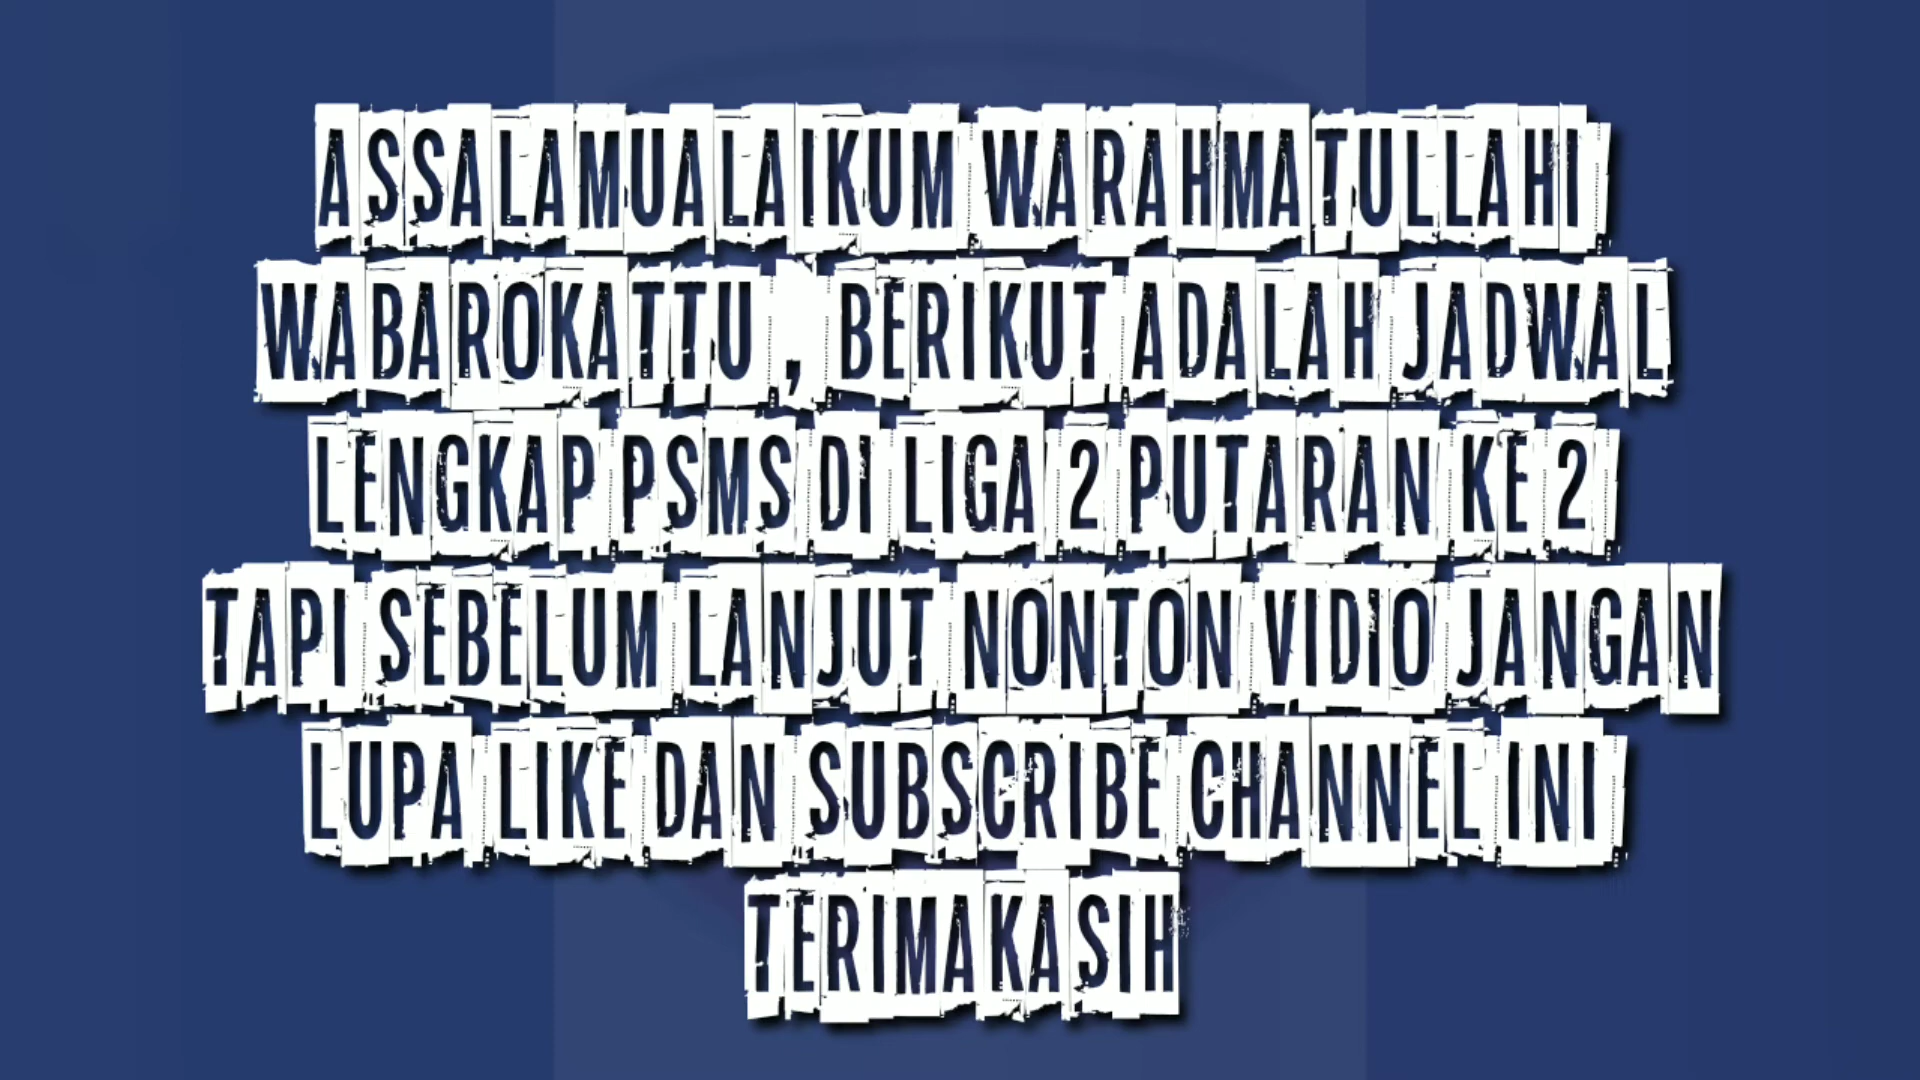 ASSALAMUALAIKUM WARAHMATULLAHI
WABAROKATTU , BERIKUT ADALAH JADWAL
LENGKAP PSMS DI LIGA 2 PUTARAN KE 2
TAPI SEBELUM LANJUT NONTON VIDIO JANGAN
LUPA LIKE DAN SUBSCRIBE CHANNEL INI
TERIMAKASIH